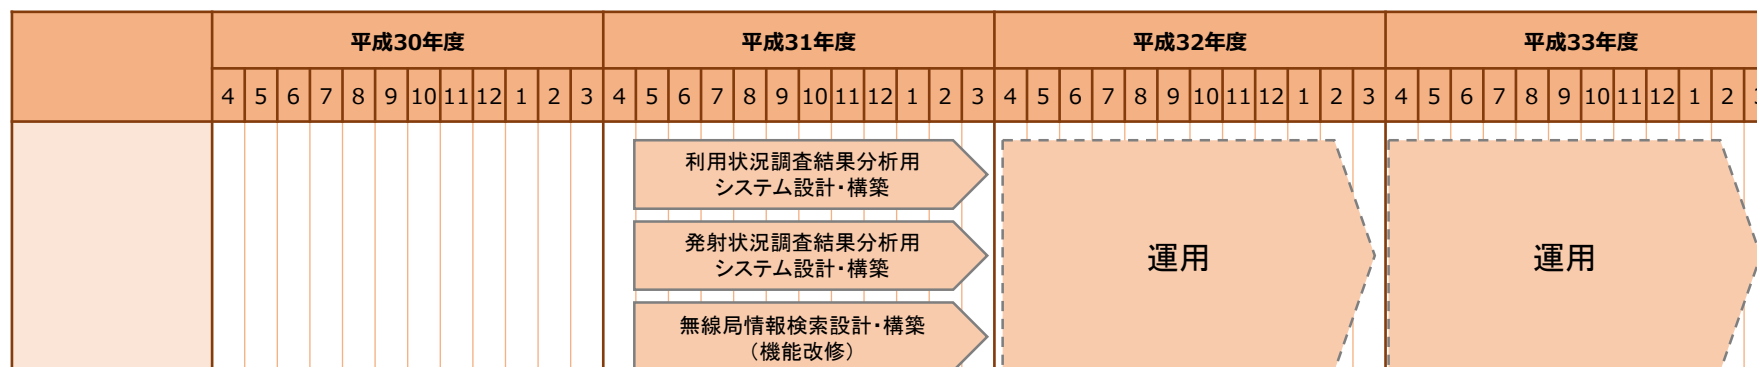 平成30年度 平成31年度 平成32年度 平成33年度
4 5 6 7 8 9 10 11 12 1 2 3 4 5 6 7 8 9 10 11 12 1 2 3 4 5 6 7 8 9 10 11 12 1 2 3 4 5 6 7 8 9 10 11 12 1 2 3
利用状況調査結果分析用
システム設計・構築
発射状況調査結果分析用
システム設計・構築
無線局情報検索設計・構築
（機能改修）
運用
運用